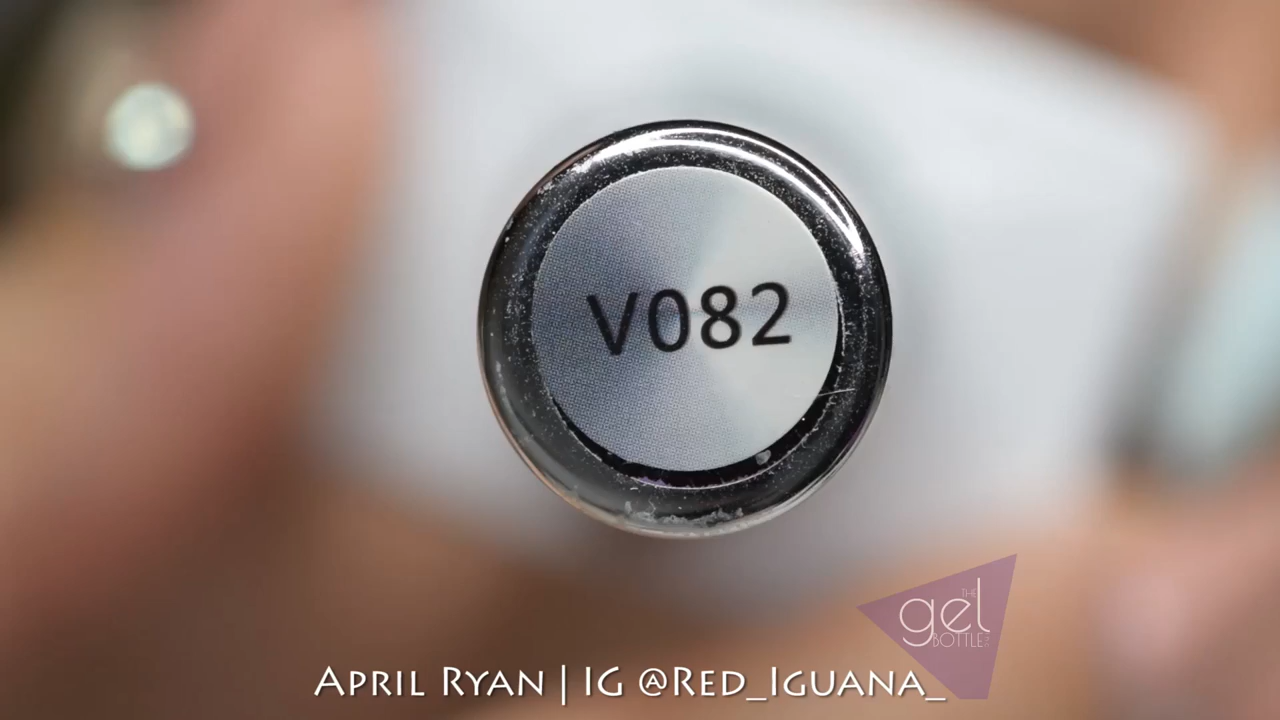 V082
THE
gel
BOTTLE
APRIL RYAN | IG @RED_IGUANA_